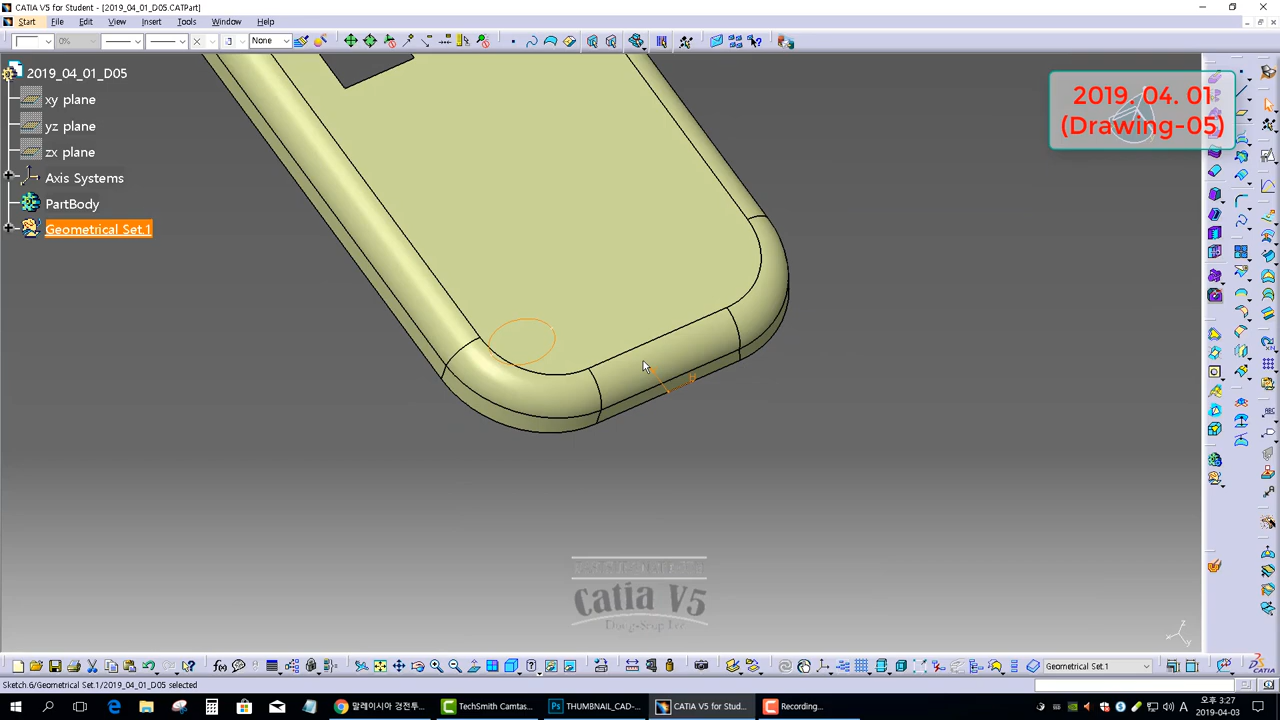 CATIA V5 for Student - [2019_04_01_D05.CATPart]
Start File Edit View Insert Tools Window Help
0% None
2019_04_01_D05
xy plane
yz plane
zx plane
Axis Systems
PartBody
Geometrical Set.1
2019. 04. 01
(Drawing-05)
Catia V5
Geometrical Set.1
Sketch 6/Geometrical Set.1/2019_04_01_D05 selected
말레이시아 경전투...
TechSmith Camtas...
THUMBNAIL_CAD-...
CATIA V5 for Stud...
Recording...
A
오후 3:27
2019-04-03